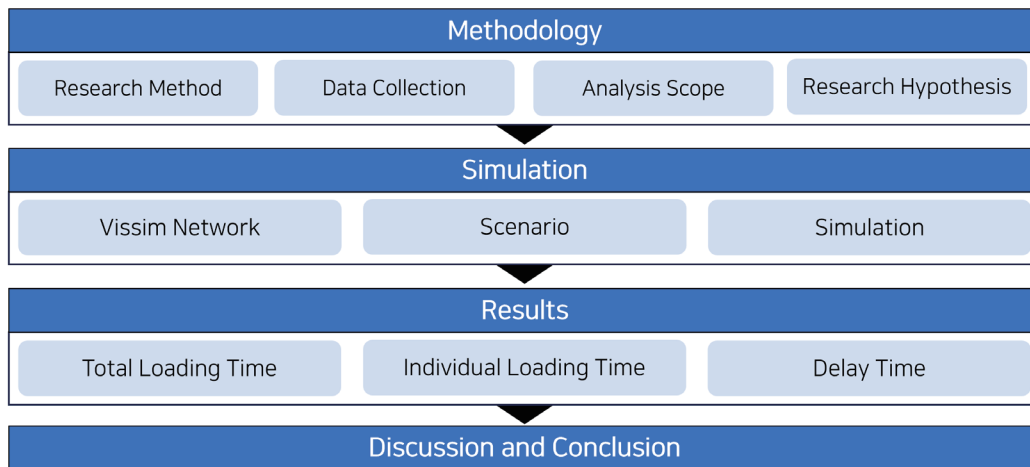 Methodology
Research Method
Data Collection
Analysis Scope
Research Hypothesis
Simulation
Vissim Network
Scenario
Simulation
Results
Total Loading Time
Individual Loading Time
Delay Time
Discussion and Conclusion